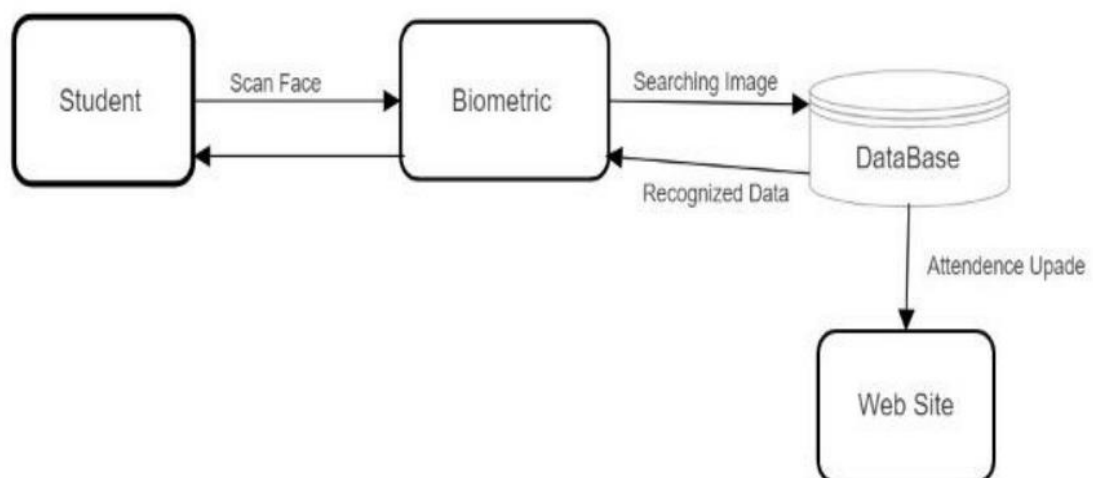 Student
Scan Face
Biometric
Searching Image
DataBase
Recognized Data
Attendence Upade
Web Site